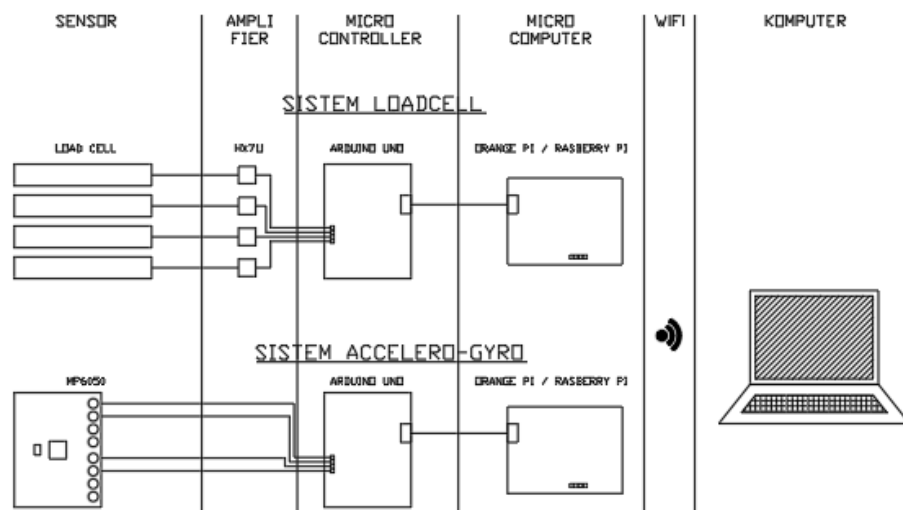 SENSOR
AMPLI
FIER
MICRO
CONTROLLER
MICRO
COMPUTER
WIFI
KOMPUTER
SISTEM LOADCELL
LOAD CELL
HX711
ARDUINO UNO
ORANGE PI / RASBERRY PI
SISTEM ACCELERO-GYRO
MP6050
ARDUINO UNO
ORANGE PI / RASBERRY PI